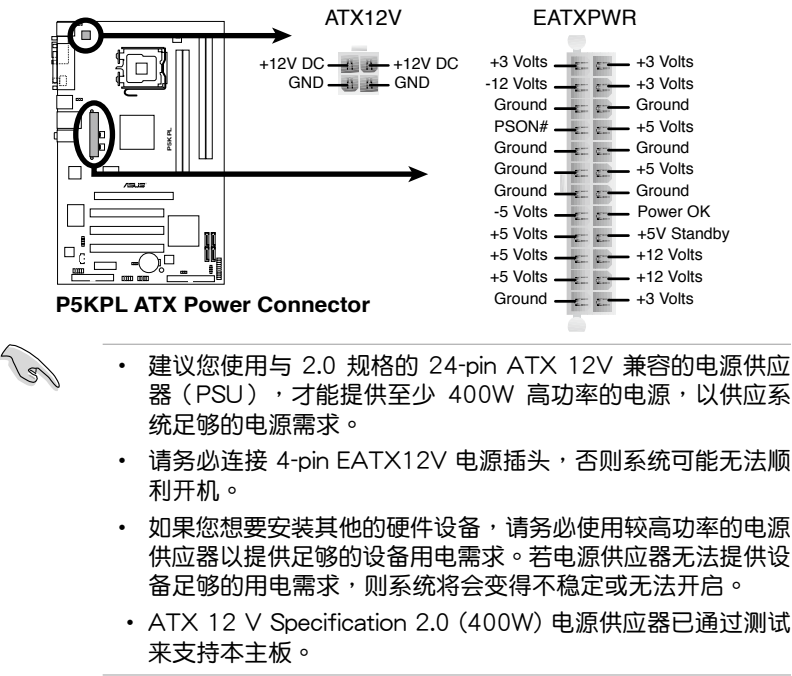 ATX12V EATXPWR
+12V DC +12V DC
GND GND
+3 Volts +3 Volts
-12 Volts +3 Volts
Ground Ground
PSON# +5 Volts
Ground Ground
Ground +5 Volts
Ground Ground
-5 Volts Power OK
+5 Volts +5V Standby
+5 Volts +12 Volts
+5 Volts +12 Volts
Ground +3 Volts
P5KPL
ASUS
P5KPL ATX Power Connector
• 建议您使用与 2.0 规格的 24-pin ATX 12V 兼容的电源供应
器（PSU），才能提供至少 400W 高功率的电源，以供应系
统足够的电源需求。
• 请务必连接 4-pin EATX12V 电源插头，否则系统可能无法顺
利开机。
• 如果您想要安装其他的硬件设备，请务必使用较高功率的电源
供应器以提供足够的设备用电需求。若电源供应器无法提供设
备足够的用电需求，则系统将会变得不稳定或无法开启。
• ATX 12 V Specification 2.0 (400W) 电源供应器已通过测试
来支持本主板。